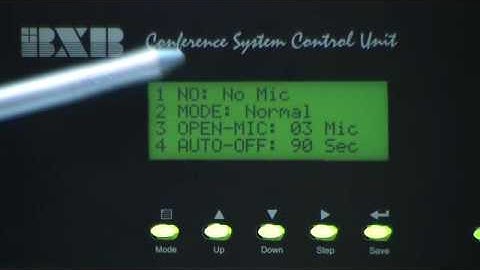 BXB Conference System Control Unit
1 NO: No Mic
2 MODE: Normal
3 OPEN-MIC: 03 Mic
4 AUTO-OFF: 90 Sec
Mode Up Down Step Save